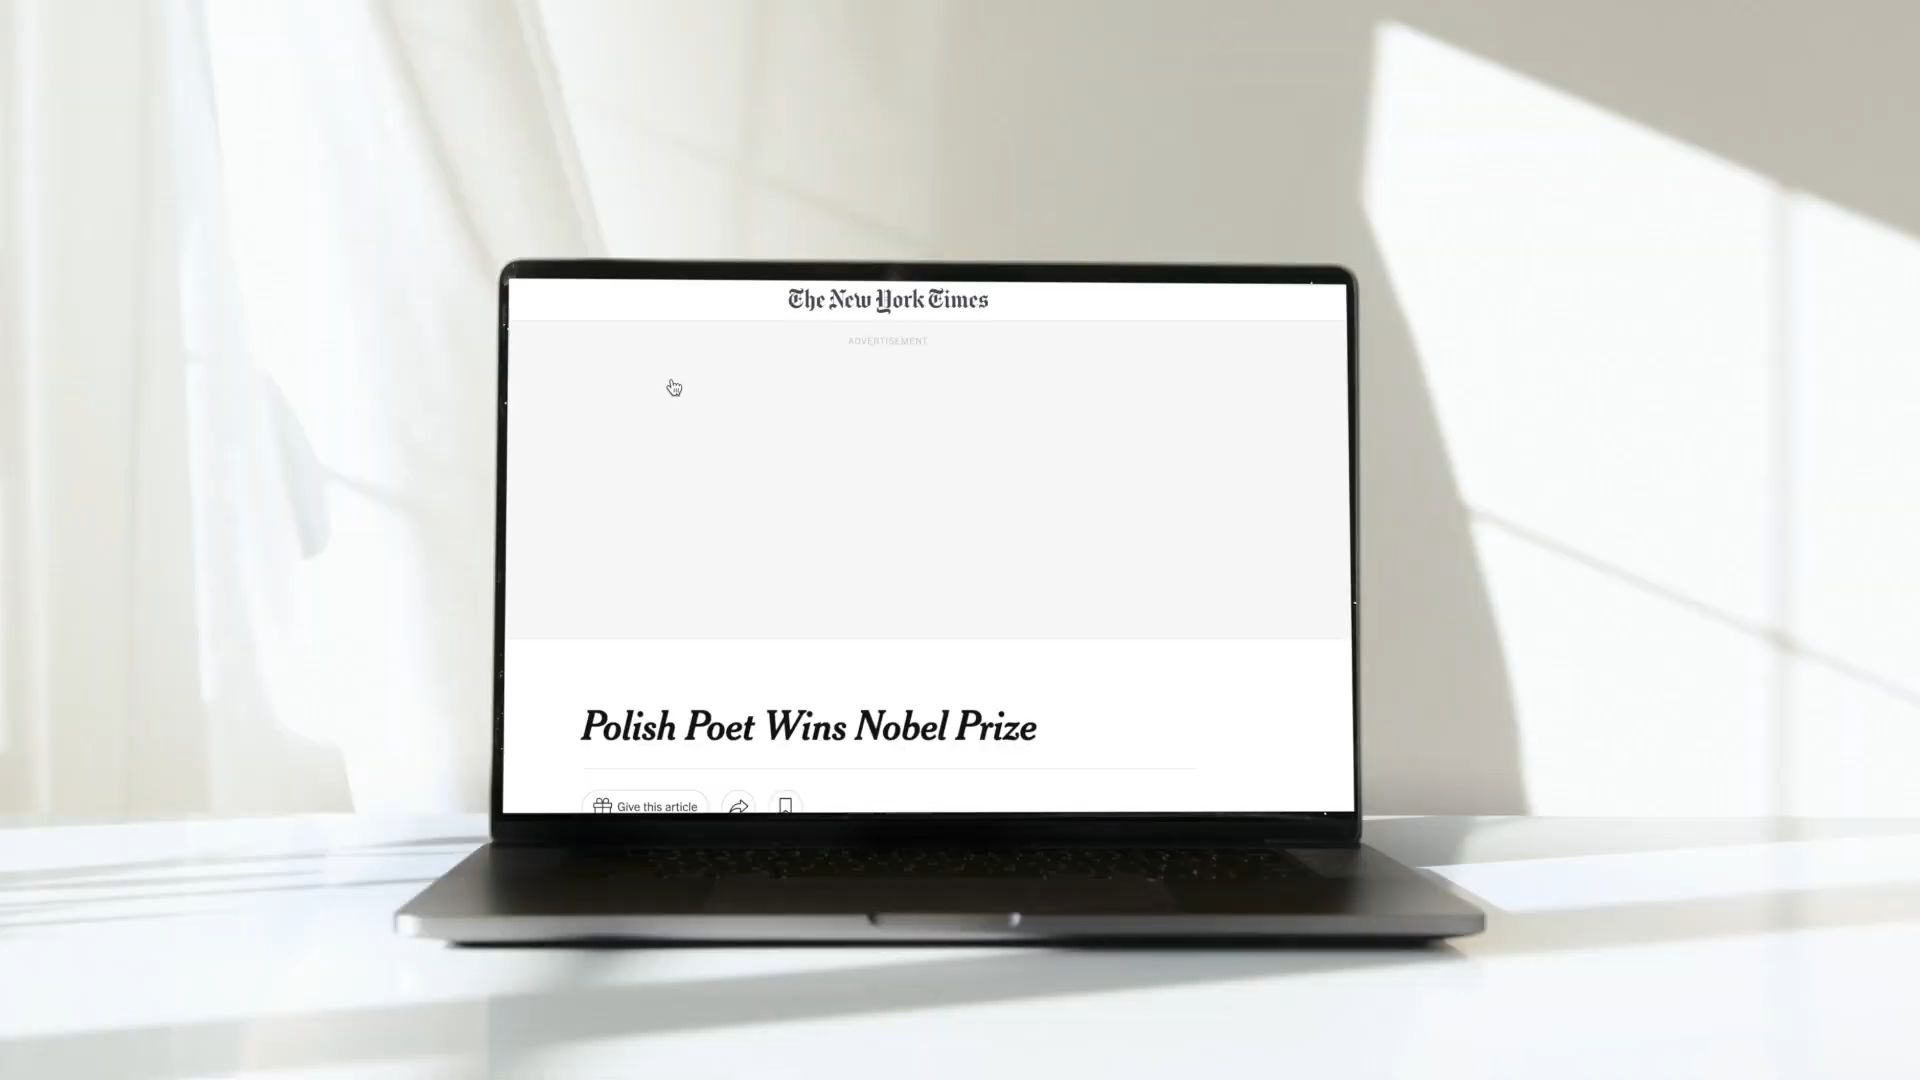 The New York Times
ADVERTISEMENT
Polish Poet Wins Nobel Prize
Give this article